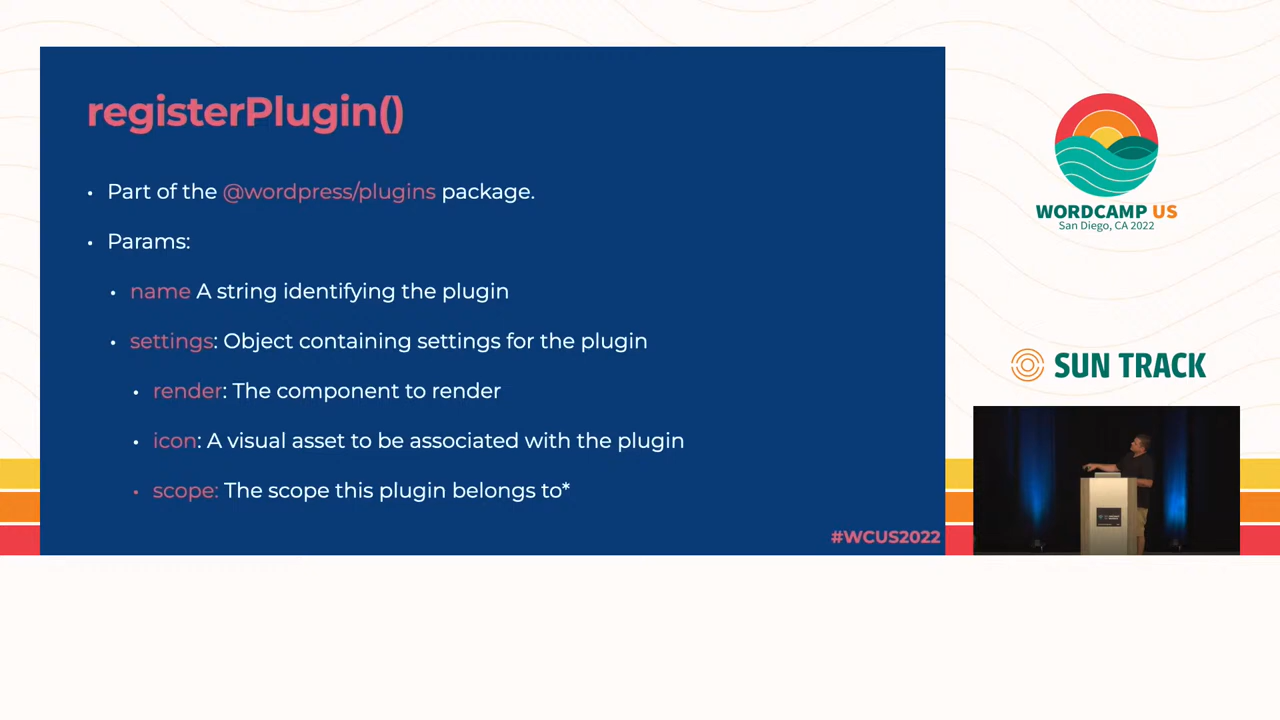 registerPlugin()
• Part of the @wordpress/plugins package.
• Params:
• name A string identifying the plugin
• settings: Object containing settings for the plugin
• render: The component to render
• icon: A visual asset to be associated with the plugin
• scope: The scope this plugin belongs to*
#WCUS2022
WORDCAMP US
San Diego, CA 2022
SUN TRACK